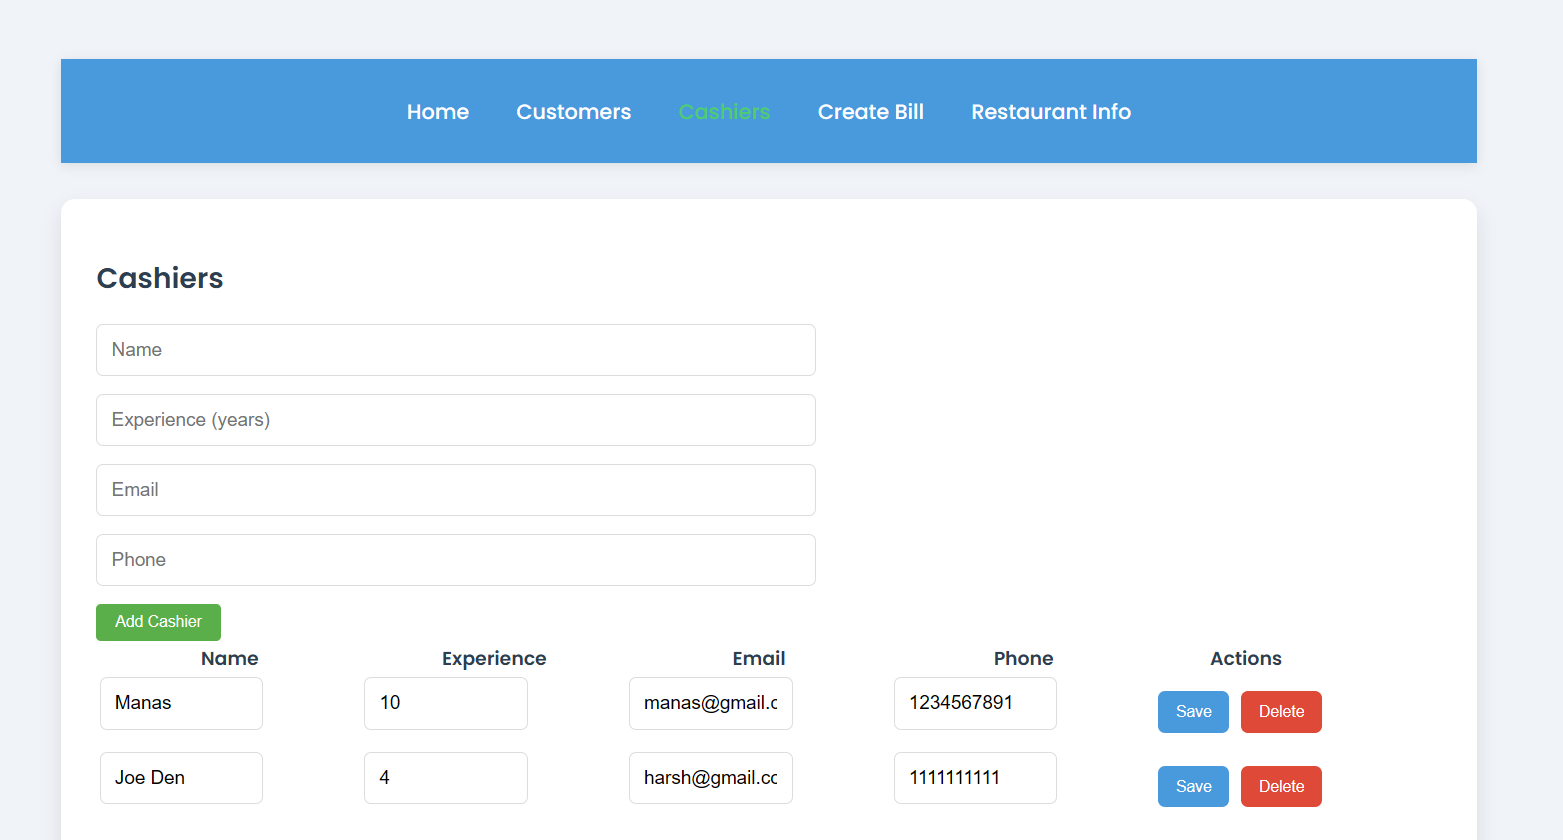 Home Customers Cashiers Create Bill Restaurant Info
Cashiers
Name
Experience (years)
Email
Phone
Add Cashier
Name Experience Email Phone Actions
Manas 10 manas@gmail.c 1234567891 Save Delete
Joe Den 4 harsh@gmail.cc 1111111111 Save Delete